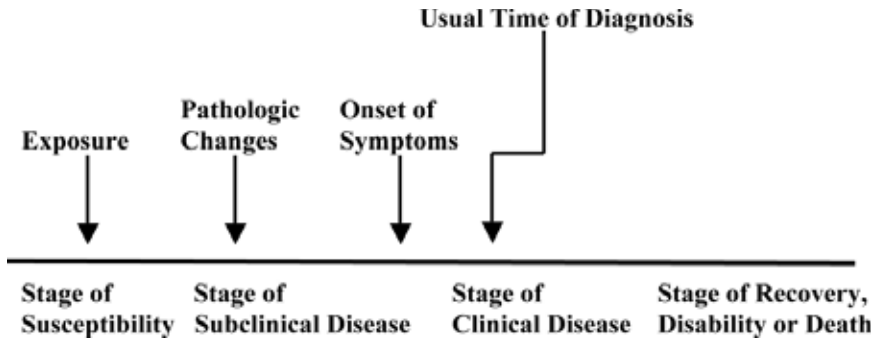 Usual Time of Diagnosis
Exposure
Pathologic
Changes
Onset of
Symptoms
Stage of
Susceptibility
Stage of
Subclinical Disease
Stage of
Clinical Disease
Stage of Recovery,
Disability or Death